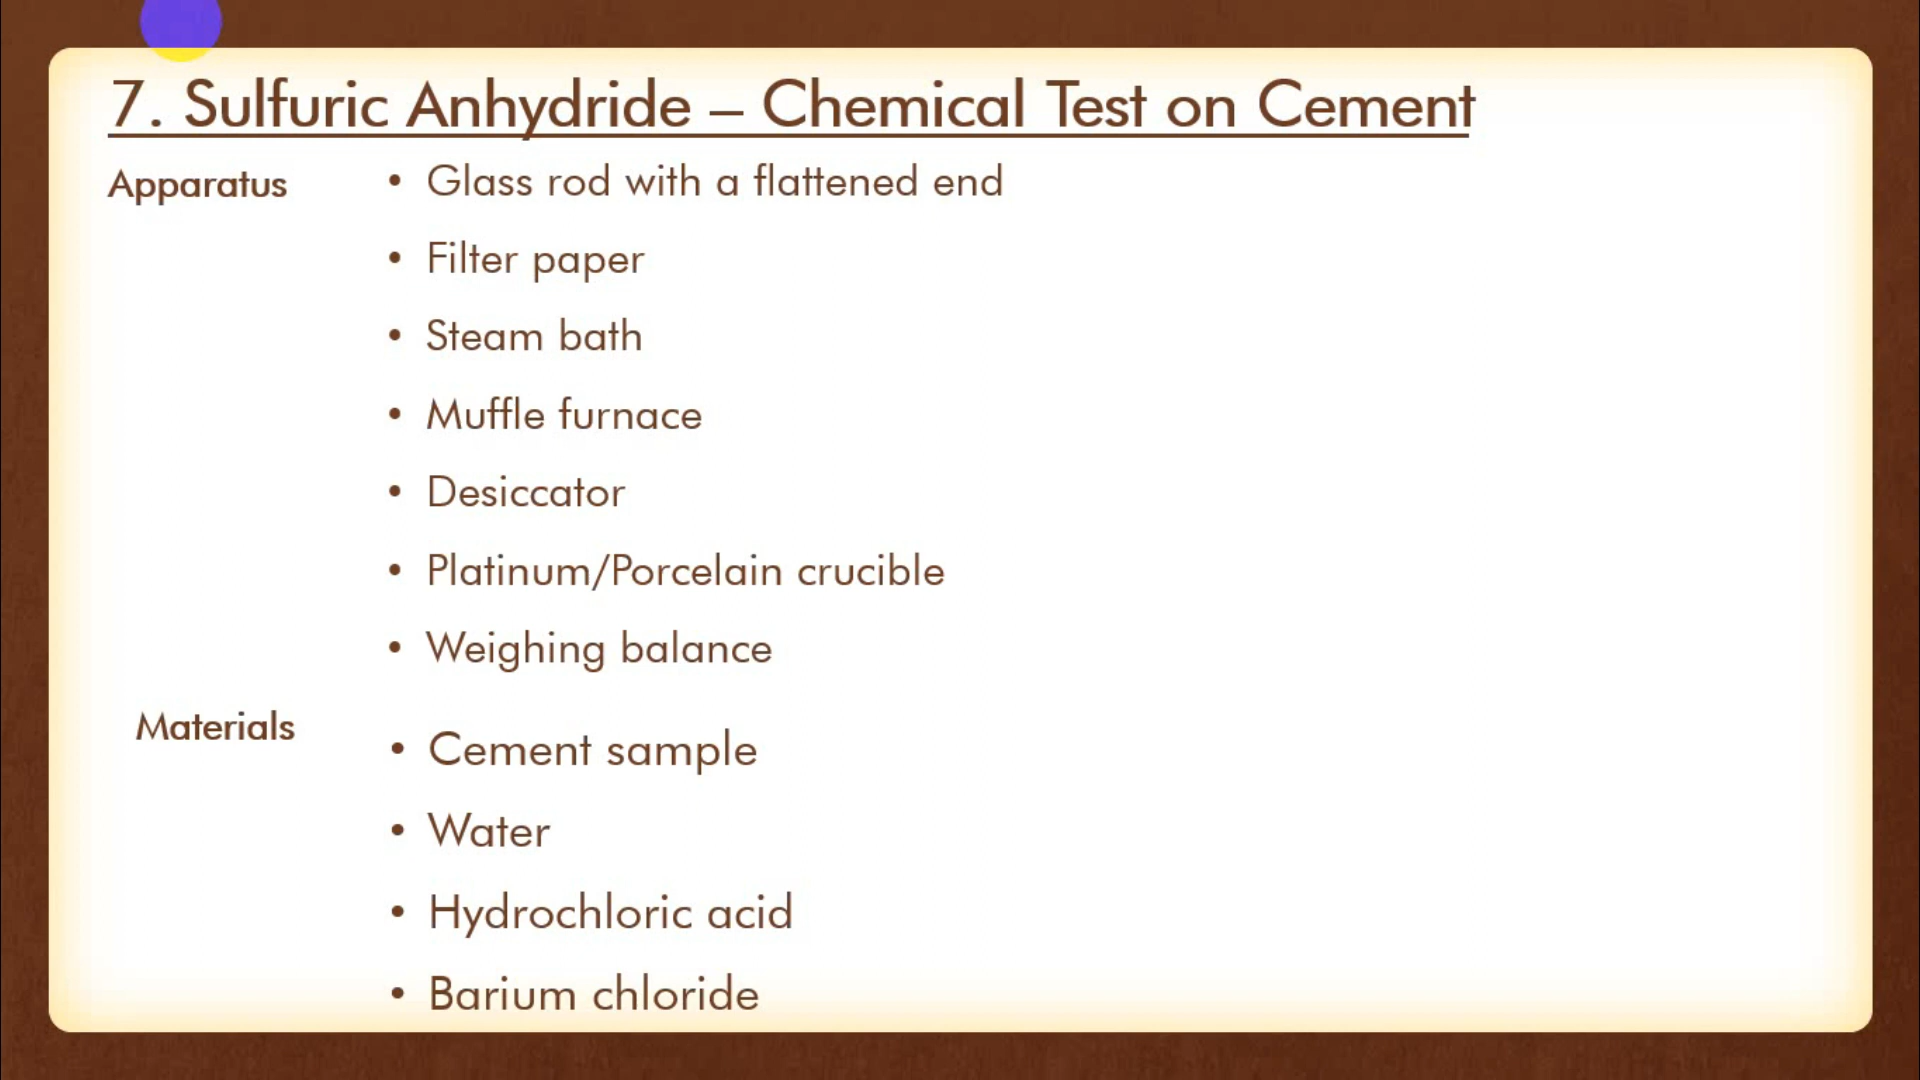 7. Sulfuric Anhydride – Chemical Test on Cement
Apparatus
• Glass rod with a flattened end
• Filter paper
• Steam bath
• Muffle furnace
• Desiccator
• Platinum/Porcelain crucible
• Weighing balance
Materials
• Cement sample
• Water
• Hydrochloric acid
• Barium chloride